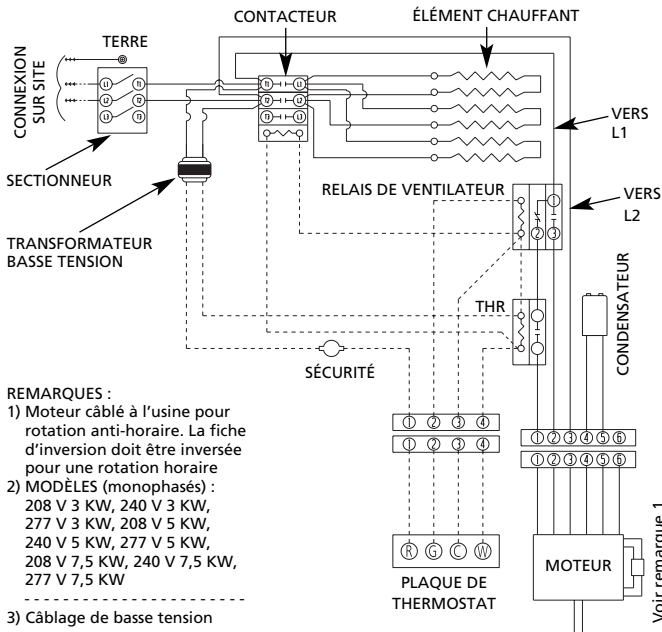 CONTACTEUR
ÉLÉMENT CHAUFFANT
TERRE
CONNEXION
SUR SITE
L1
T1
L2
T2
L3
T3
T1
L1
T2
L2
T3
L3
VERS
L1
SECTIONNEUR
RELAIS DE VENTILATEUR
1
2
3
VERS
L2
TRANSFORMATEUR
BASSE TENSION
THR
CONDENSATEUR
SÉCURITÉ
REMARQUES :
1) Moteur câblé à l'usine pour
rotation anti-horaire. La fiche
d'inversion doit être inversée
pour une rotation horaire
2) MODÈLES (monophasés) :
208 V 3 KW, 240 V 3 KW,
277 V 3 KW, 208 V 5 KW,
240 V 5 KW, 277 V 5 KW,
208 V 7,5 KW, 240 V 7,5 KW,
277 V 7,5 KW
3) Câblage de basse tension
1 2 3 4
1 2 3 4
1 2 3 4 5 6
1 2 3 4 5 6
R G C W
PLAQUE DE
THERMOSTAT
MOTEUR
Voir remarque 1